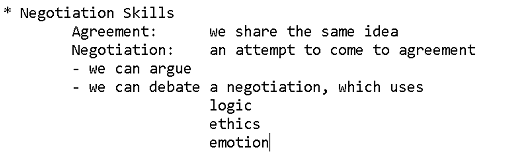 * Negotiation Skills
Agreement: we share the same idea
Negotiation: an attempt to come to agreement
- we can argue
- we can debate a negotiation, which uses
logic
ethics
emotion